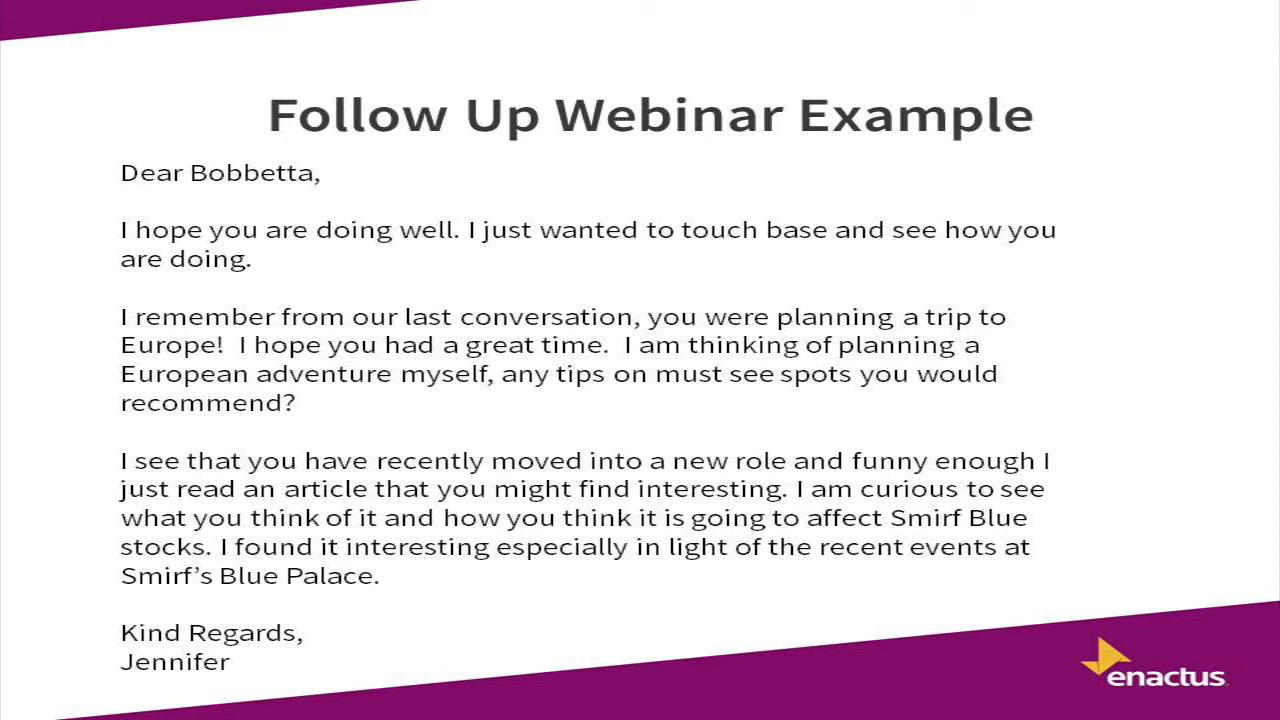 Follow Up Webinar Example
Dear Bobbetta,
I hope you are doing well. I just wanted to touch base and see how you
are doing.
I remember from our last conversation, you were planning a trip to
Europe!  I hope you had a great time.  I am thinking of planning a
European adventure myself, any tips on must see spots you would
recommend?
I see that you have recently moved into a new role and funny enough I
just read an article that you might find interesting. I am curious to see
what you think of it and how you think it is going to affect Smirf Blue
stocks. I found it interesting especially in light of the recent events at
Smirf’s Blue Palace.
Kind Regards,
Jennifer
enactus